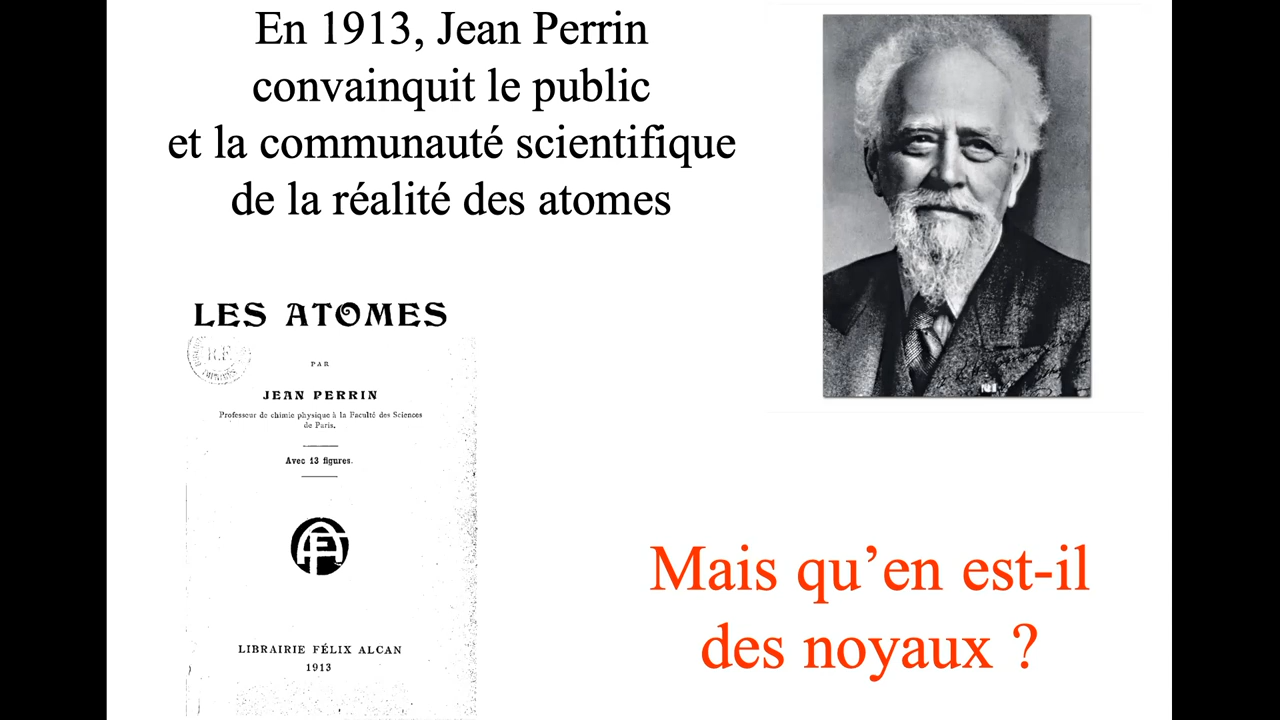 En 1913, Jean Perrin
convainquit le public
et la communauté scientifique
de la réalité des atomes
LES ATOMES
R.F.
PAR
JEAN PERRIN
Professeur de chimie physique à la Faculté des Sciences
de Paris.
Avec 13 figures.
LIBRAIRIE FÉLIX ALCAN
1913
Mais qu’en est-il
des noyaux ?